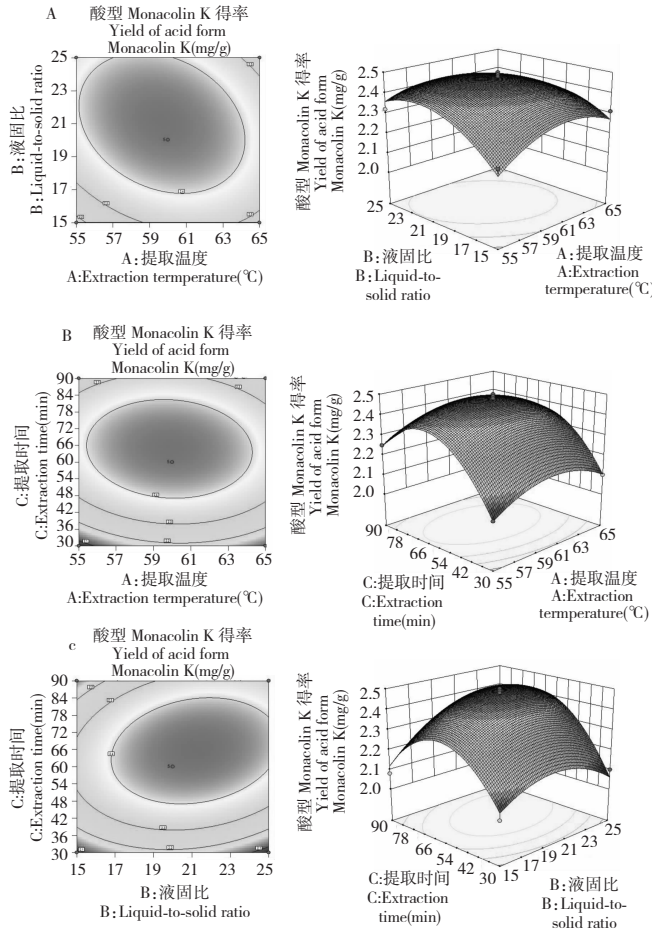 A
酸型 Monacolin K 得率
Yield of acid form
Monacolin K(mg/g)
B:液固比
B:Liquid-to-solid ratio
25
23
21
19
17
15
55
57
59
61
63
65
A:提取温度
A:Extraction termperature(℃)
酸型 Monacolin K 得率
Yield of acid form
Monacolin K(mg/g)
2.5
2.4
2.3
2.2
2.1
2.0
25
23
21
19
17
15
55
57
59
61
63
65
B:液固比
B:Liquid-to-
solid ratio
A:提取温度
A:Extraction
termperature(℃)
B
酸型 Monacolin K 得率
Yield of acid form
Monacolin K(mg/g)
C:提取时间
C:Extraction time(min)
90
84
78
72
66
60
54
48
42
36
30
55
57
59
61
63
65
A:提取温度
A:Extraction termperature(℃)
酸型 Monacolin K 得率
Yield of acid form
Monacolin K(mg/g)
2.5
2.4
2.3
2.2
2.1
2.0
90
78
66
54
42
30
55
57
59
61
63
65
C:提取时间
C:Extraction
time(min)
A:提取温度
A:Extraction
termperature(℃)
c
酸型 Monacolin K 得率
Yield of acid form
Monacolin K(mg/g)
C:提取时间
C:Extraction time(min)
90
84
78
72
66
60
54
48
42
36
30
15
17
19
21
23
25
B:液固比
B:Liquid-to-solid ratio
酸型 Monacolin K 得率
Yield of acid form
Monacolin K(mg/g)
2.5
2.4
2.3
2.2
2.1
2.0
90
78
66
54
42
30
15
17
19
21
23
25
C:提取时间
C:Extraction
time(min)
B:液固比
B:Liquid-to-
solid ratio